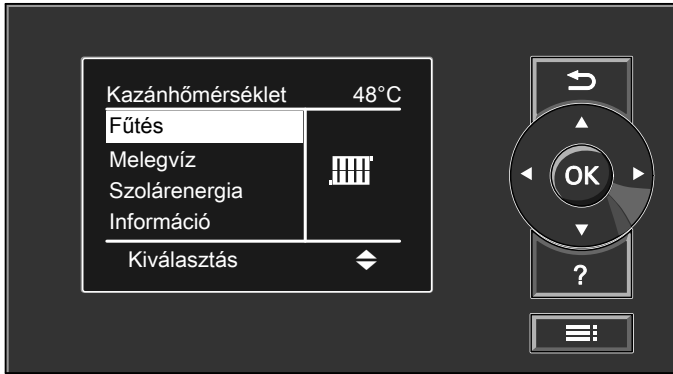 Kazánhőmérséklet 48°C
Fűtés
Melegvíz
Szolárenergia
Információ
Kiválasztás
OK
?